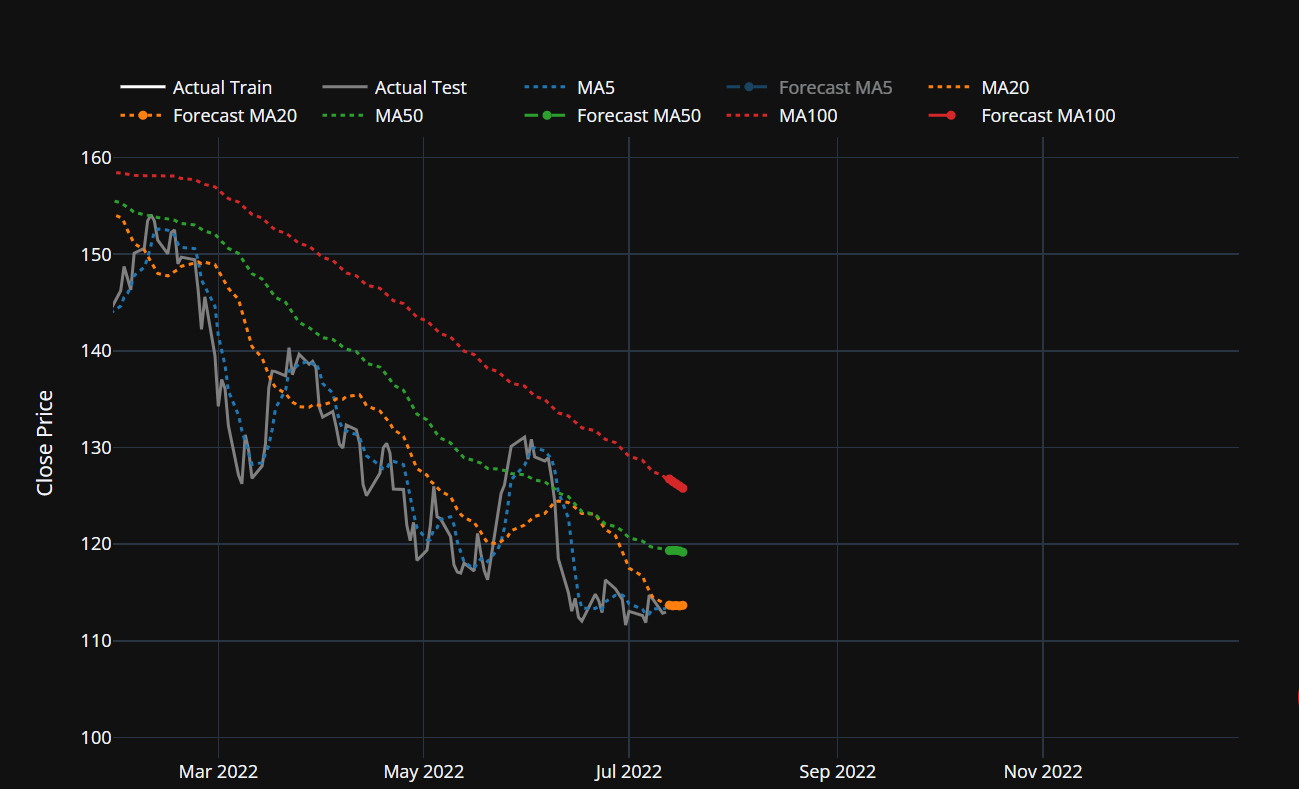 Actual Train Actual Test MA5 Forecast MA5 MA20
Forecast MA20 MA50 Forecast MA50 MA100 Forecast MA100
160
150
140
130
120
110
100
Close Price
Mar 2022 May 2022 Jul 2022 Sep 2022 Nov 2022